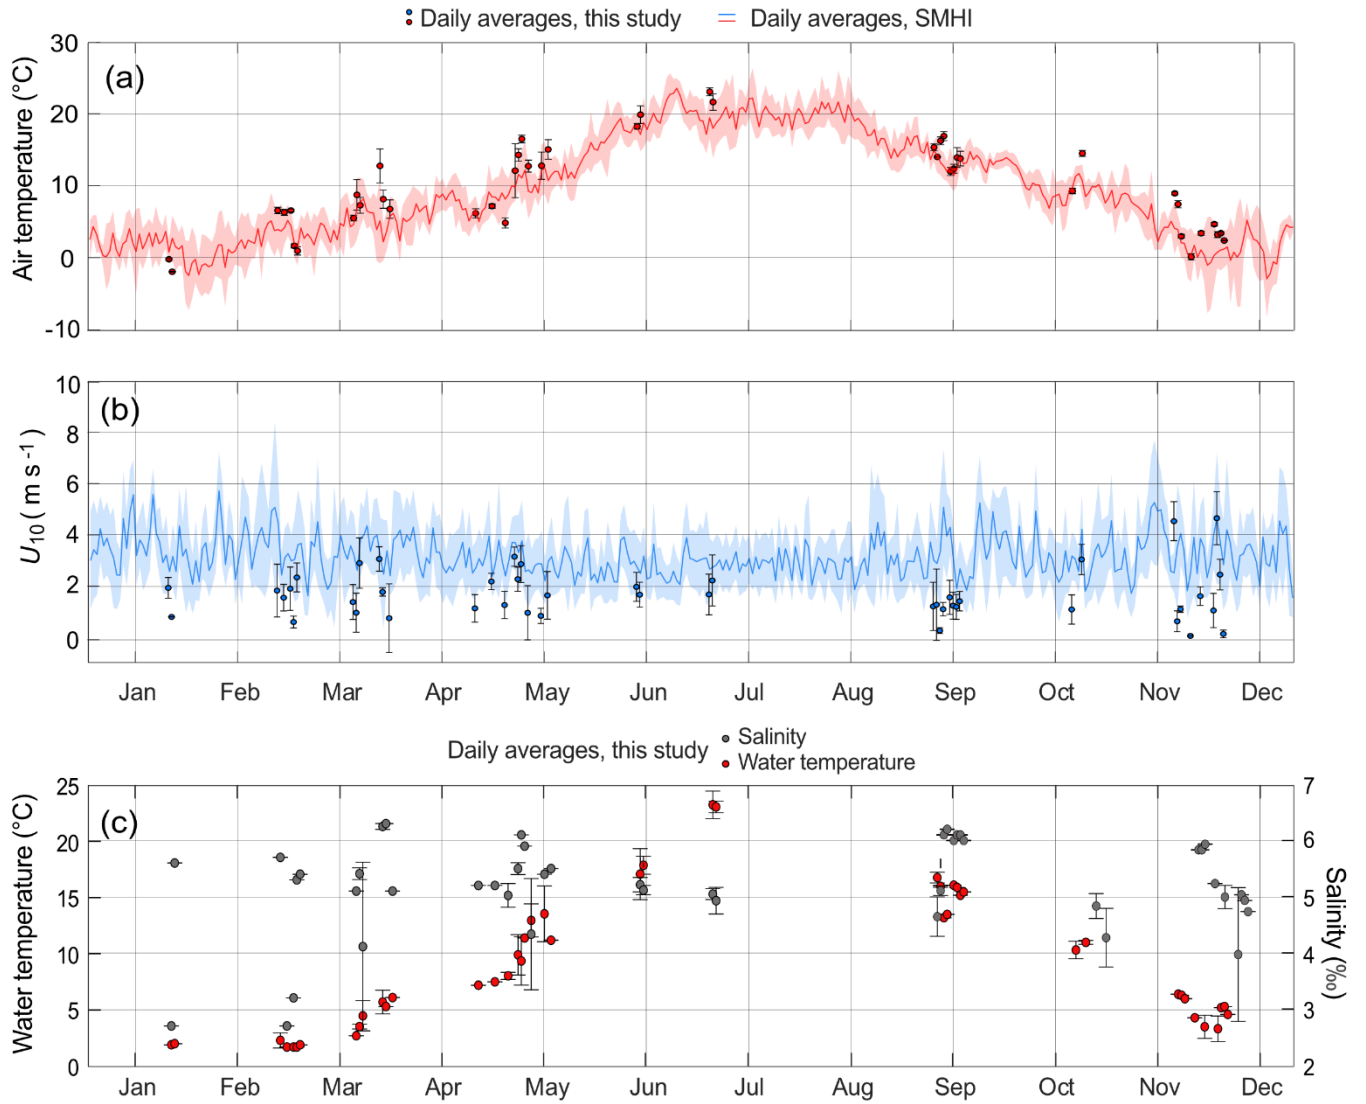 Daily averages, this study Daily averages, SMHI
(a)
Air temperature (°C)
30
20
10
0
-10
(b)
U10 ( m s -1)
10
8
6
4
2
0
Jan Feb Mar Apr May Jun Jul Aug Sep Oct Nov Dec
Daily averages, this study
Salinity
Water temperature
(c)
Water temperature (°C)
25
20
15
10
5
0
7
6
5
4
3
2
Salinity (‰)
Jan Feb Mar Apr May Jun Jul Aug Sep Oct Nov Dec